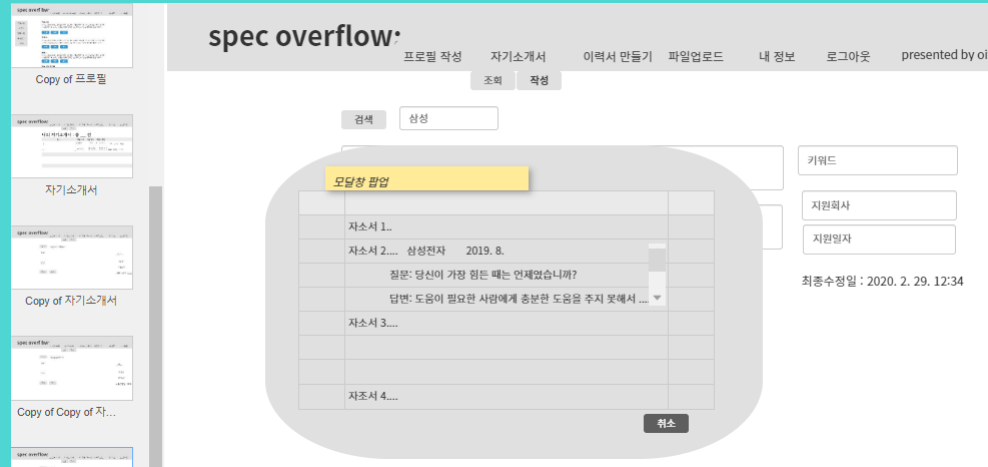 Copy of 프로필
자기소개서
Copy of 자기소개서
Copy of Copy of 자...
spec overflow:
프로필 작성 자기소개서 이력서 만들기 파일업로드 내 정보 로그아웃 presented by oi
조회 작성
검색 삼성
키워드
지원회사
지원일자
최종수정일 : 2020. 2. 29. 12:34
모달창 팝업
자소서 1..
자소서 2.... 삼성전자 2019. 8.
질문: 당신이 가장 힘든 때는 언제였습니까?
답변: 도움이 필요한 사람에게 충분한 도움을 주지 못해서 ....
자소서 3....
자조서 4....
취소